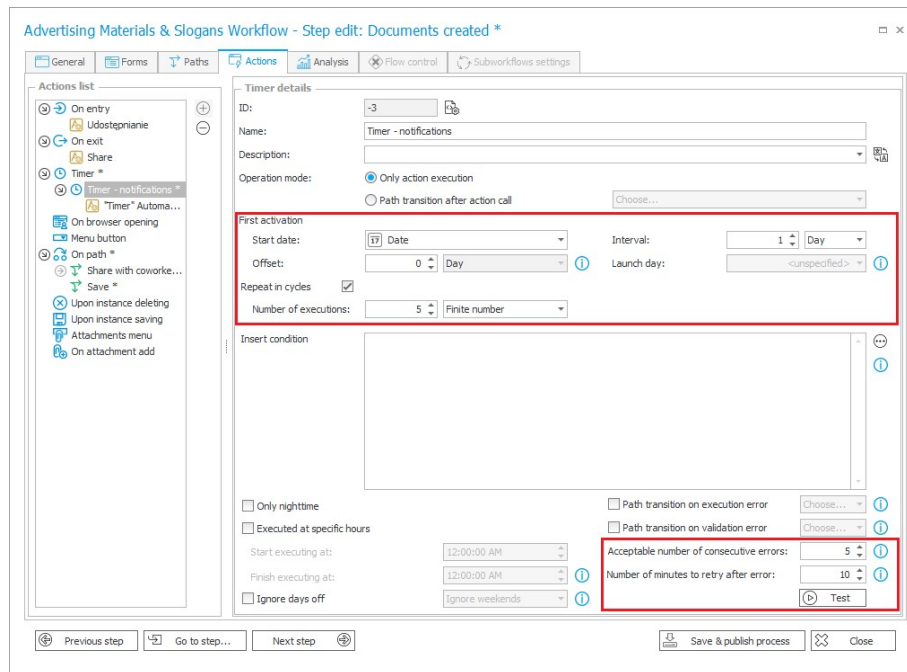 Advertising Materials & Slogans Workflow - Step edit: Documents created *
General Forms Paths Actions Analysis Flow control Subworkflows settings
Actions list
On entry
Udostępnianie
On exit
Share
Timer *
Timer - notifications *
"Timer" Automa...
On browser opening
Menu button
On path *
Share with coworke...
Save *
Upon instance deleting
Upon instance saving
Attachments menu
On attachment add
Timer details
ID: -3
Name: Timer - notifications
Description:
Operation mode: Only action execution
Path transition after action call Choose...
First activation
Start date: 17 Date Interval: 1 Day
Offset: 0 Day Launch day: <unspecified>
Repeat in cycles
Number of executions: 5 Finite number
Insert condition
Only nighttime Path transition on execution error Choose...
Executed at specific hours Path transition on validation error Choose...
Start executing at: 12:00:00 AM Acceptable number of consecutive errors: 5
Finish executing at: 12:00:00 AM Number of minutes to retry after error: 10
Ignore days off Ignore weekends Test
Previous step Go to step... Next step Save & publish process Close